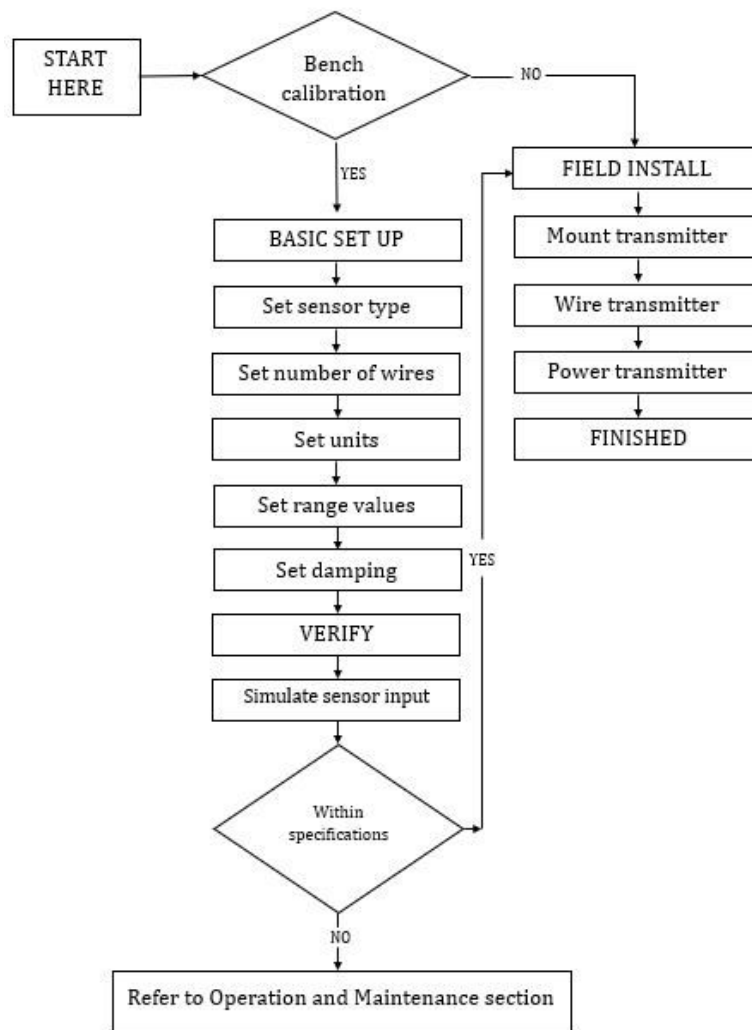 START
HERE
Bench
calibration
NO
YES
FIELD INSTALL
BASIC SET UP
Mount transmitter
Set sensor type
Wire transmitter
Set number of wires
Power transmitter
Set units
FINISHED
Set range values
Set damping
YES
VERIFY
Simulate sensor input
Within
specifications
NO
Refer to Operation and Maintenance section